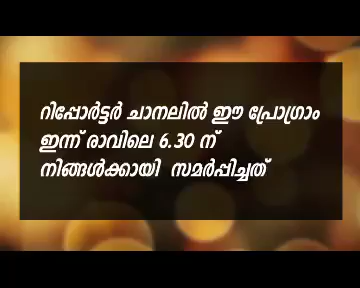 റിപ്പോർട്ടർ ചാനലിൽ ഈ പ്രോഗ്രാം
ഇന്ന് രാവിലെ 6.30 ന്
നിങ്ങൾക്കായി സമർപ്പിച്ചത്